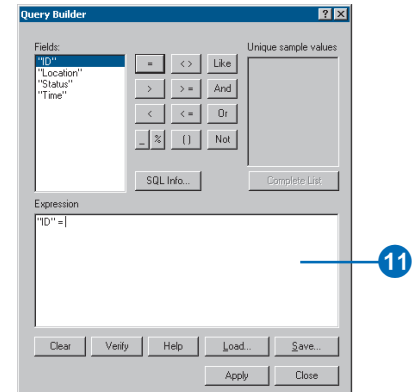 Query Builder
Fields:
Unique sample values
"ID"
"Location"
"Status"
"Time"
= <> Like
> > = And
< < = Or
_ % ( ) Not
SQL Info...
Complete List
Expression
"ID" =
11
Clear Verify Help Load... Save...
Apply Close